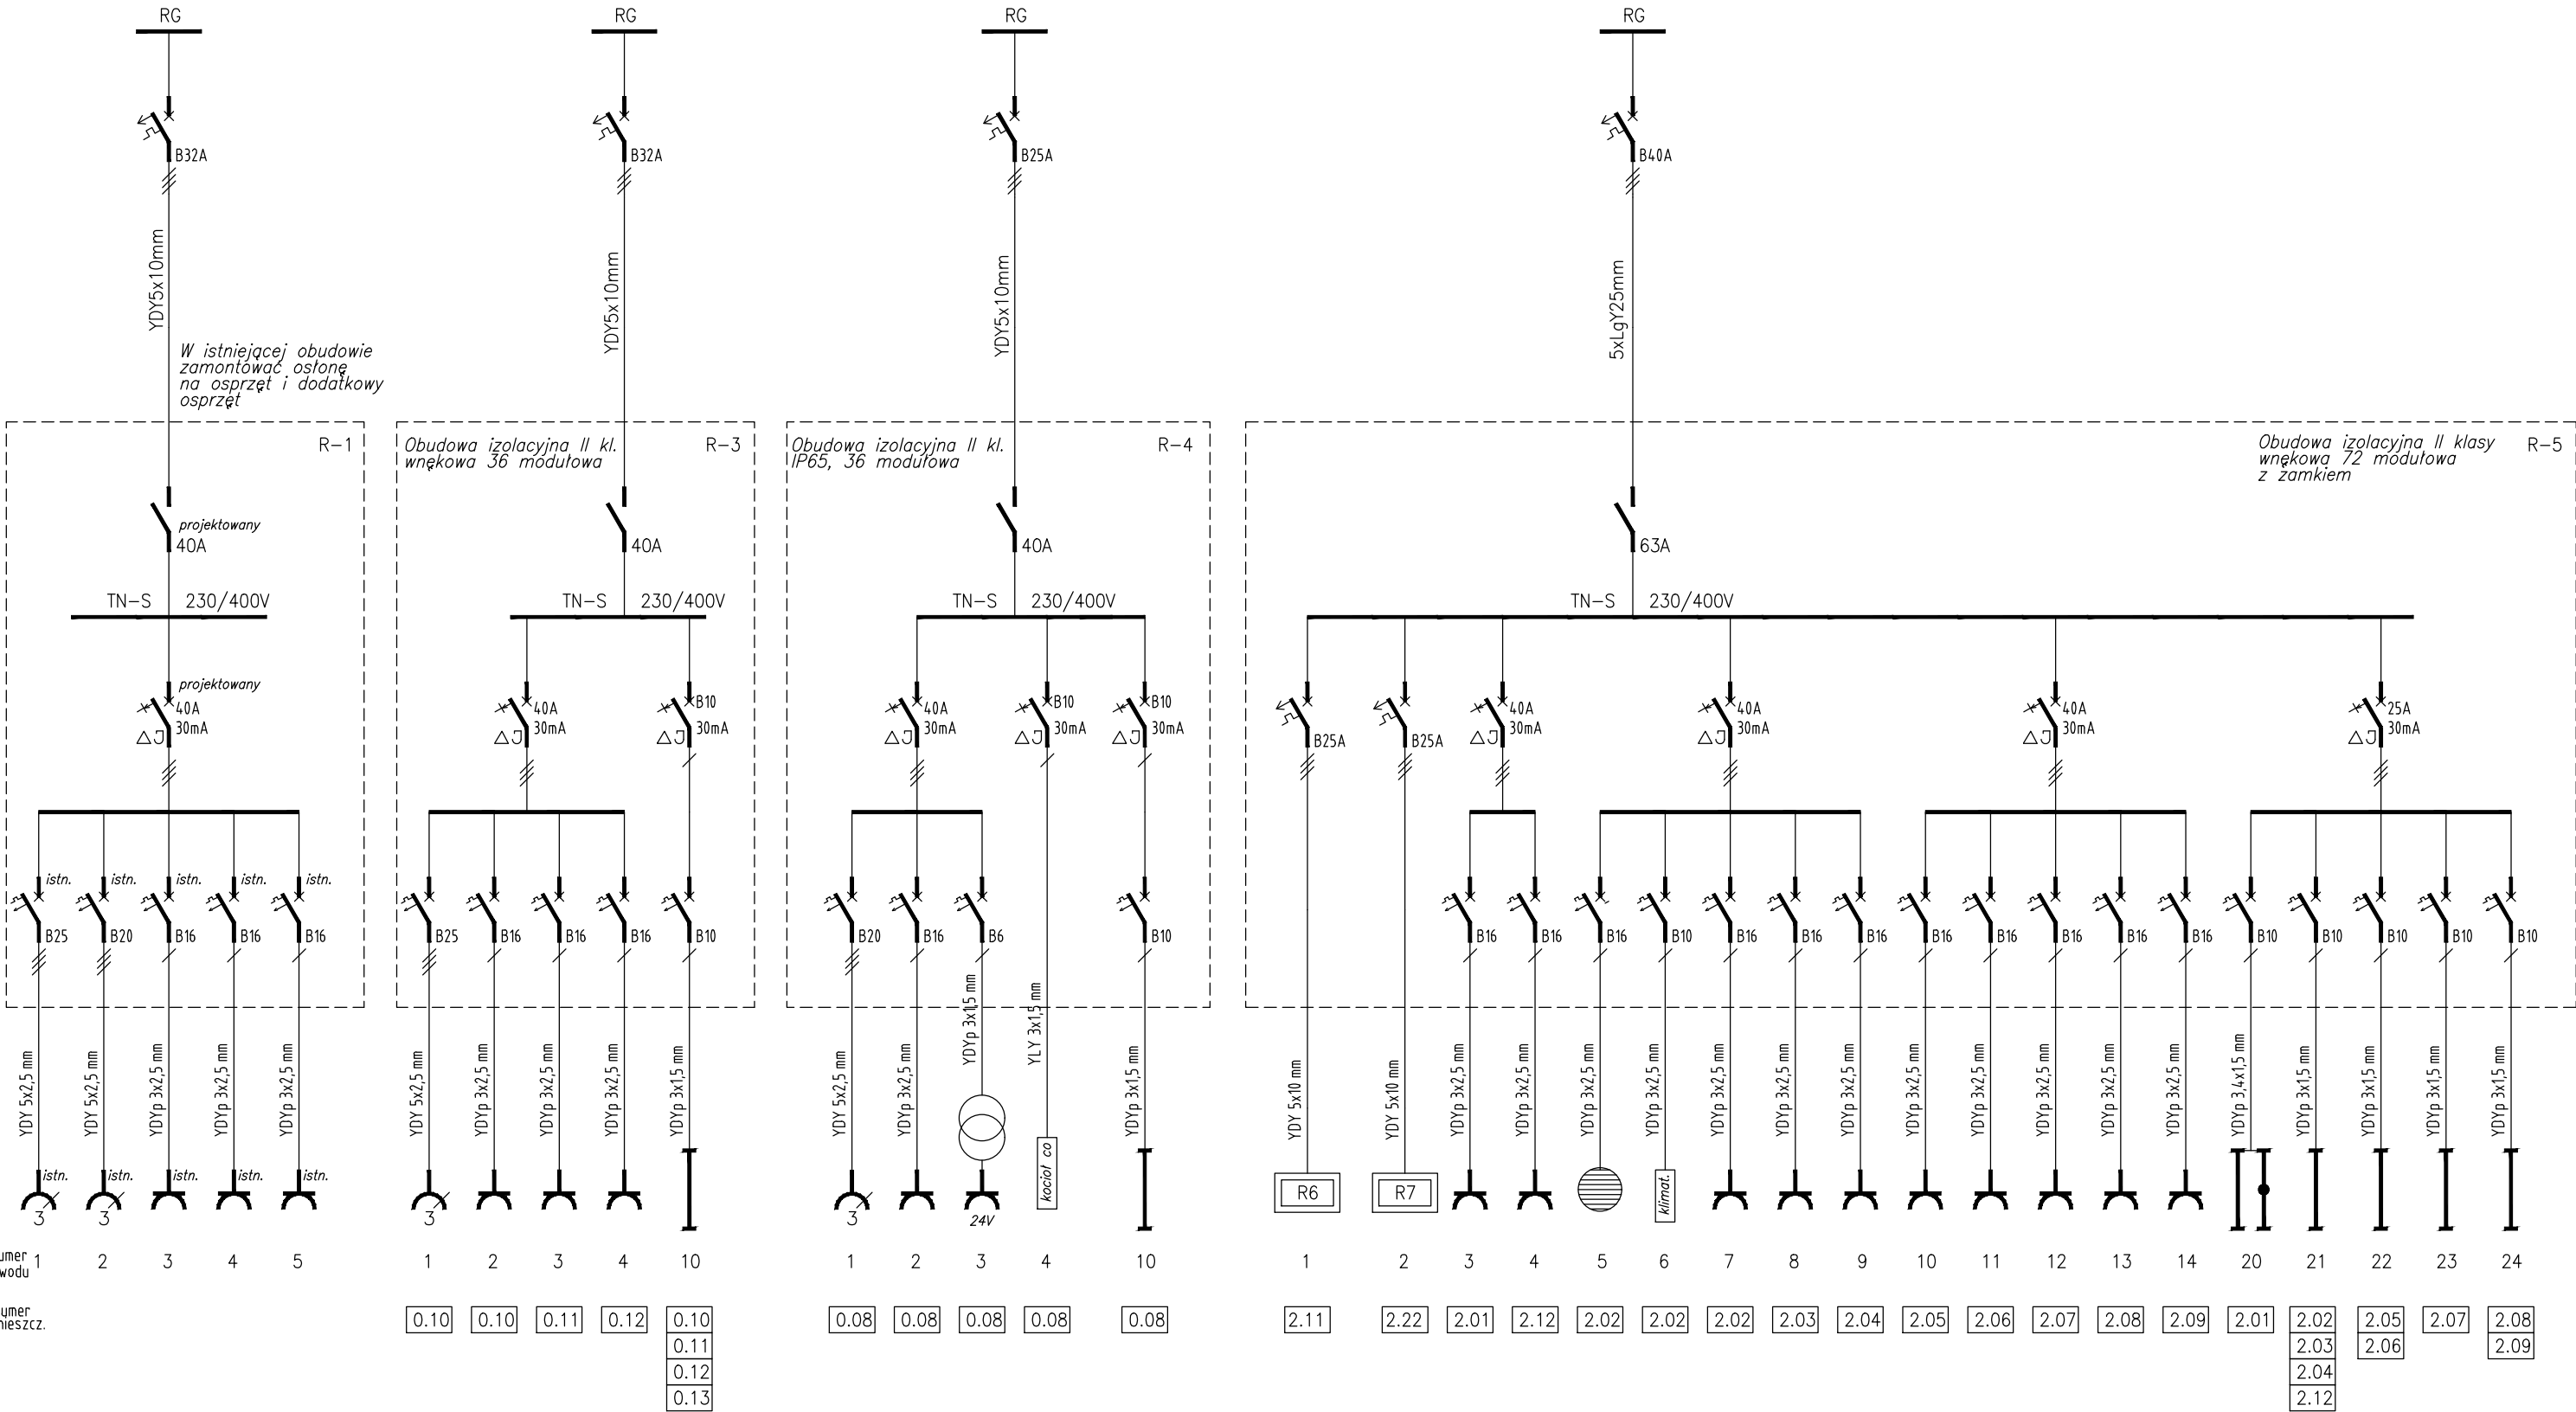 RG
RG
RG
RG
B32A
B32A
B25A
B40A
YDY5x10mm
YDY5x10mm
YDY5x10mm
5xLgY25mm
W istniejącej obudowie
zamontować osłonę
na osprzęt i dodatkowy
osprzęt
R-1
Obudowa izolacyjna II kl.
wnękowa 36 modułowa
R-3
Obudowa izolacyjna II kl.
IP65, 36 modułowa
R-4
Obudowa izolacyjna II klasy
wnękowa 72 modułowa
z zamkiem
R-5
projektowany
40A
40A
40A
63A
TN-S 230/400V
TN-S 230/400V
TN-S 230/400V
TN-S 230/400V
projektowany
40A
30mA
ΔJ
40A
30mA
ΔJ
B10
30mA
ΔJ
40A
30mA
ΔJ
B10
30mA
ΔJ
B10
30mA
ΔJ
B25A
B25A
40A
30mA
ΔJ
40A
30mA
ΔJ
40A
30mA
ΔJ
25A
30mA
ΔJ
istn. istn. istn. istn. istn.
B25 B20 B16 B16 B16
B25 B16 B16 B16 B10
B20 B16 B6 B10
B16 B16 B16 B10 B16 B16 B16 B16 B16 B16 B16 B16 B10 B10 B10 B10 B10
YDY 5x2,5 mm
YDY 5x2,5 mm
YDYp 3x2,5 mm
YDYp 3x2,5 mm
YDYp 3x2,5 mm
YDY 5x2,5 mm
YDYp 3x2,5 mm
YDYp 3x2,5 mm
YDYp 3x2,5 mm
YDYp 3x1,5 mm
YDY 5x2,5 mm
YDYp 3x2,5 mm
YDYp 3x1,5 mm
YLY 3x1,5 mm
YDYp 3x1,5 mm
YDY 5x10 mm
YDY 5x10 mm
YDYp 3x2,5 mm
YDYp 3x2,5 mm
YDYp 3x2,5 mm
YDYp 3x2,5 mm
YDYp 3x2,5 mm
YDYp 3x2,5 mm
YDYp 3x2,5 mm
YDYp 3x2,5 mm
YDYp 3x2,5 mm
YDYp 3x2,5 mm
YDYp 3x2,5 mm
YDYp 3x2,5 mm
YDYp 3,4x1,5 mm
YDYp 3x1,5 mm
YDYp 3x1,5 mm
YDYp 3x1,5 mm
YDYp 3x1,5 mm
istn. istn. istn. istn. istn.
3 3
3
3
24V
kocioł co
R6
R7
klimat.
umer
wodu
1 2 3 4 5
1 2 3 4 10
1 2 3 4 10
1 2 3 4 5 6 7 8 9 10 11 12 13 14 20 21 22 23 24
umer
nieszcz.
0.10 0.10 0.11 0.12 0.10
0.11
0.12
0.13
0.08 0.08 0.08 0.08 0.08
2.11 2.22 2.01 2.12 2.02 2.02 2.02 2.03 2.04 2.05 2.06 2.07 2.08 2.09 2.01 2.02 2.05 2.07 2.08
2.03 2.06 2.09
2.04
2.12